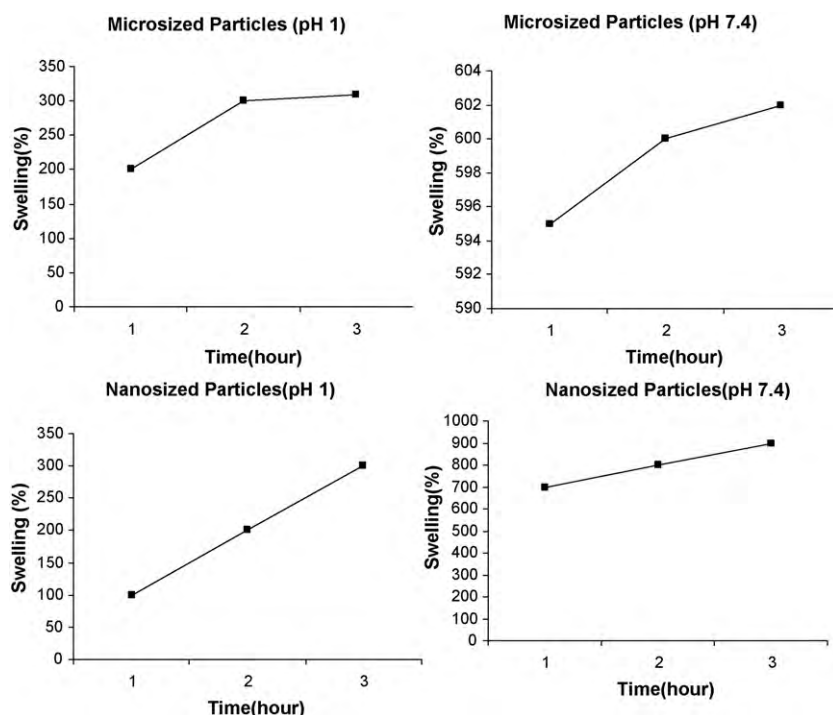 Microsized Particles (pH 1)
350
300
250
200
150
100
50
0
Swelling(%)
1 2 3
Time(hour)
Microsized Particles (pH 7.4)
604
602
600
598
596
594
592
590
Swelling (%)
1 2 3
Time(hour)
Nanosized Particles(pH 1)
350
300
250
200
150
100
50
0
Swelling (%)
1 2 3
Time(hour)
Nanosized Particles(pH 7.4)
1000
900
800
700
600
500
400
300
200
100
0
Swelling(%)
1 2 3
Time(hour)